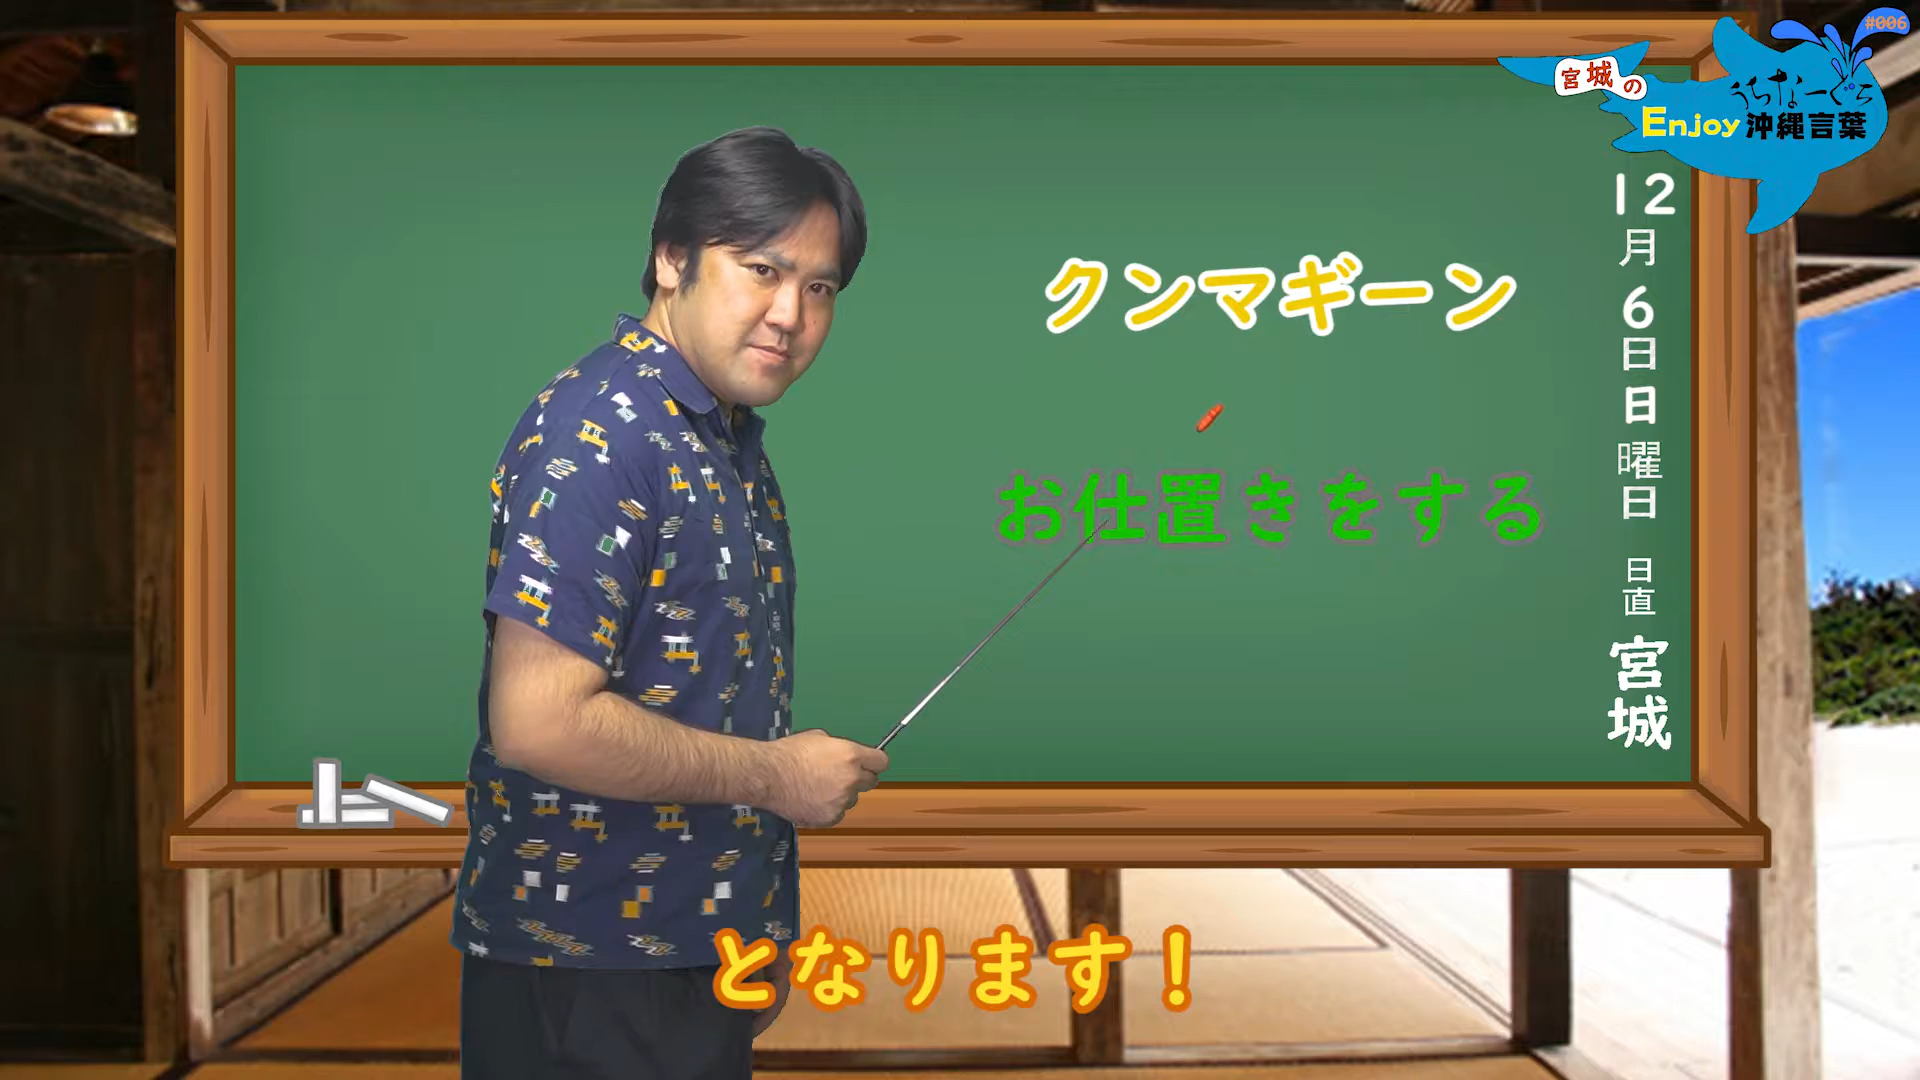 #006
宮城の
うちなーぐち
Enjoy沖縄言葉
クンマギーン
お仕置きをする
12月6日日曜日 日直 宮城
となります！